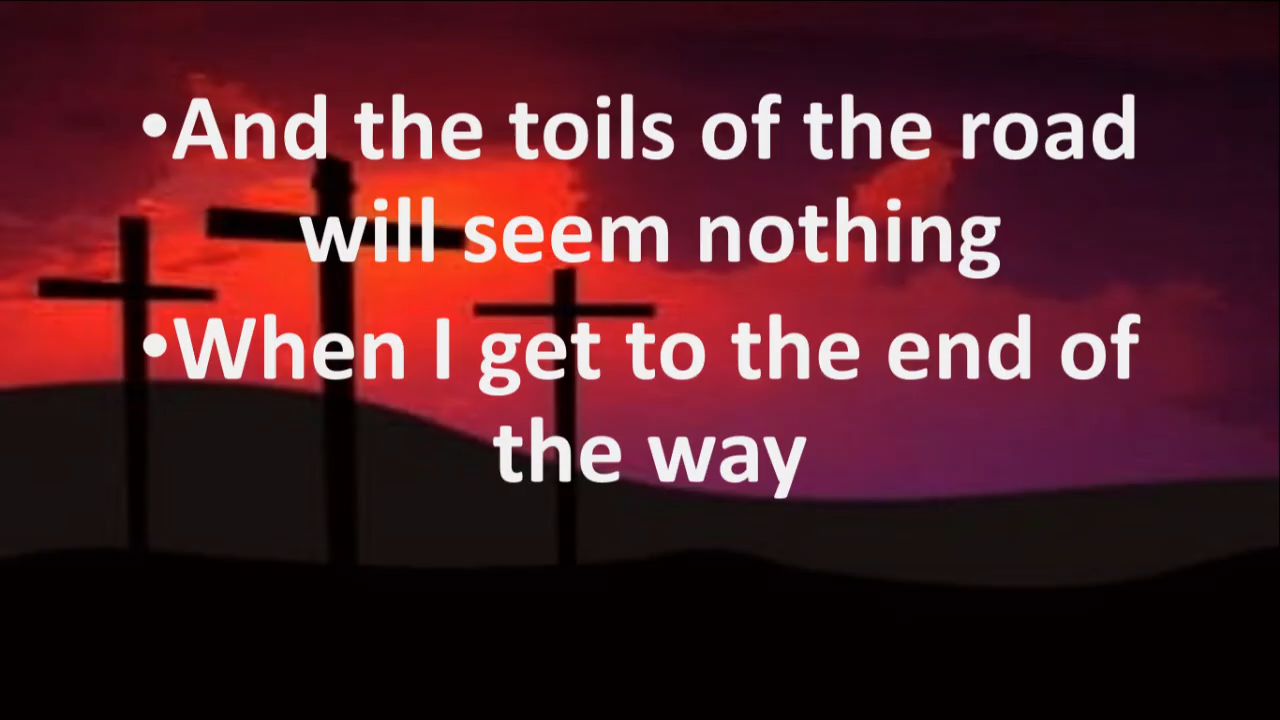 •And the toils of the road
will seem nothing
•When I get to the end of
the way